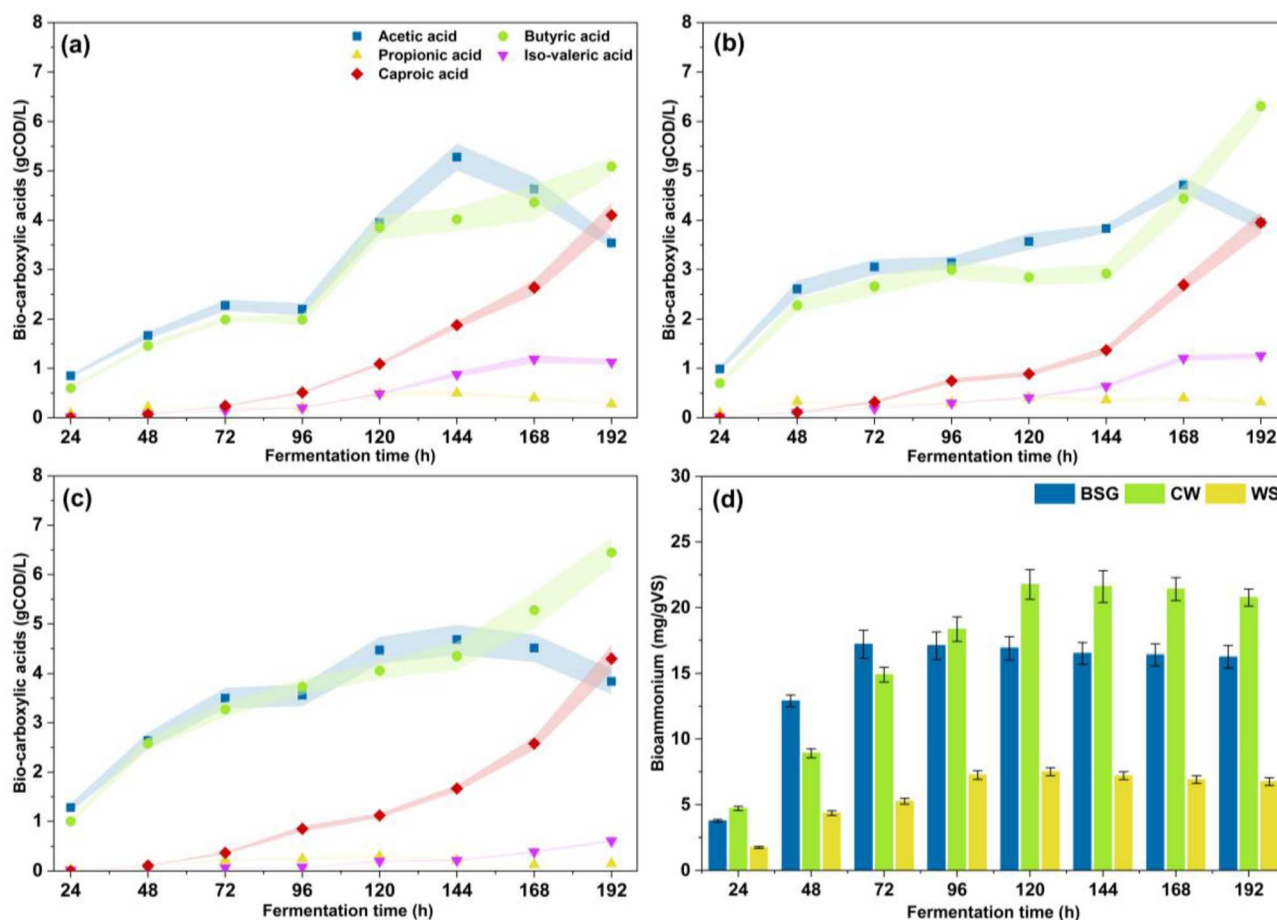 (a)
Acetic acid
Butyric acid
Propionic acid
Iso-valeric acid
Caproic acid
Bio-carboxylic acids (gCOD/L)
8
7
6
5
4
3
2
1
0
24 48 72 96 120 144 168 192
Fermentation time (h)
(b)
Bio-carboxylic acids (gCOD/L)
8
7
6
5
4
3
2
1
0
24 48 72 96 120 144 168 192
Fermentation time (h)
(c)
Bio-carboxylic acids (gCOD/L)
8
7
6
5
4
3
2
1
0
24 48 72 96 120 144 168 192
Fermentation time (h)
(d)
BSG CW WS
Bioammonium (mg/gVS)
30
25
20
15
10
5
0
24 48 72 96 120 144 168 192
Fermentation time (h)